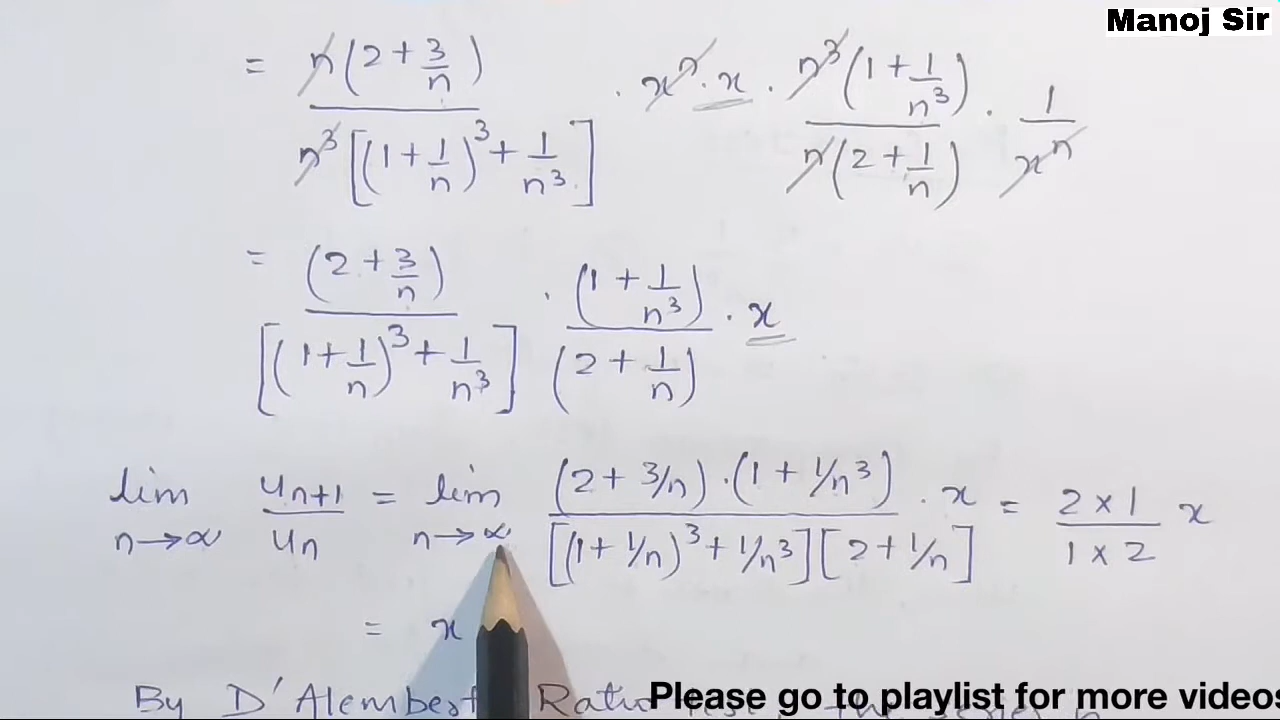 Manoj Sir
= n(2 + 3/n) / n³[(1 + 1/n)³ + 1/n³] . xⁿ . x . n³(1 + 1/n³) / n(2 + 1/n) . 1/xⁿ
= (2 + 3/n) / [(1 + 1/n)³ + 1/n³] . (1 + 1/n³) / (2 + 1/n) . x
lim n→∞ uₙ₊₁/uₙ = lim n→∞ (2 + 3/n) . (1 + 1/n³) / [(1 + 1/n)³ + 1/n³][2 + 1/n] . x = 2 × 1 / 1 × 2 x
= x
By D'Alembert
Please go to playlist for more videos